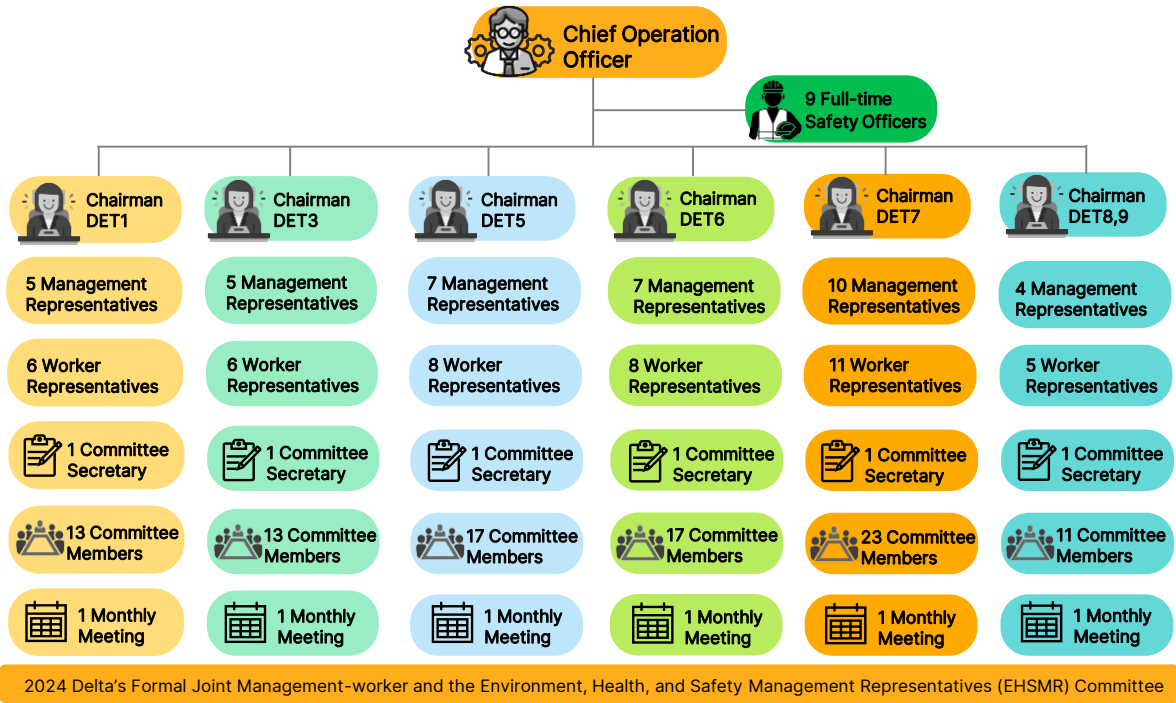 Chief Operation
Officer
9 Full-time
Safety Officers
Chairman
DET1
Chairman
DET3
Chairman
DET5
Chairman
DET6
Chairman
DET7
Chairman
DET8,9
5 Management
Representatives
5 Management
Representatives
7 Management
Representatives
7 Management
Representatives
10 Management
Representatives
4 Management
Representatives
6 Worker
Representatives
6 Worker
Representatives
8 Worker
Representatives
8 Worker
Representatives
11 Worker
Representatives
5 Worker
Representatives
1 Committee
Secretary
1 Committee
Secretary
1 Committee
Secretary
1 Committee
Secretary
1 Committee
Secretary
1 Committee
Secretary
13 Committee
Members
13 Committee
Members
17 Committee
Members
17 Committee
Members
23 Committee
Members
11 Committee
Members
1 Monthly
Meeting
1 Monthly
Meeting
1 Monthly
Meeting
1 Monthly
Meeting
1 Monthly
Meeting
1 Monthly
Meeting
2024 Delta's Formal Joint Management-worker and the Environment, Health, and Safety Management Representatives (EHSMR) Committee